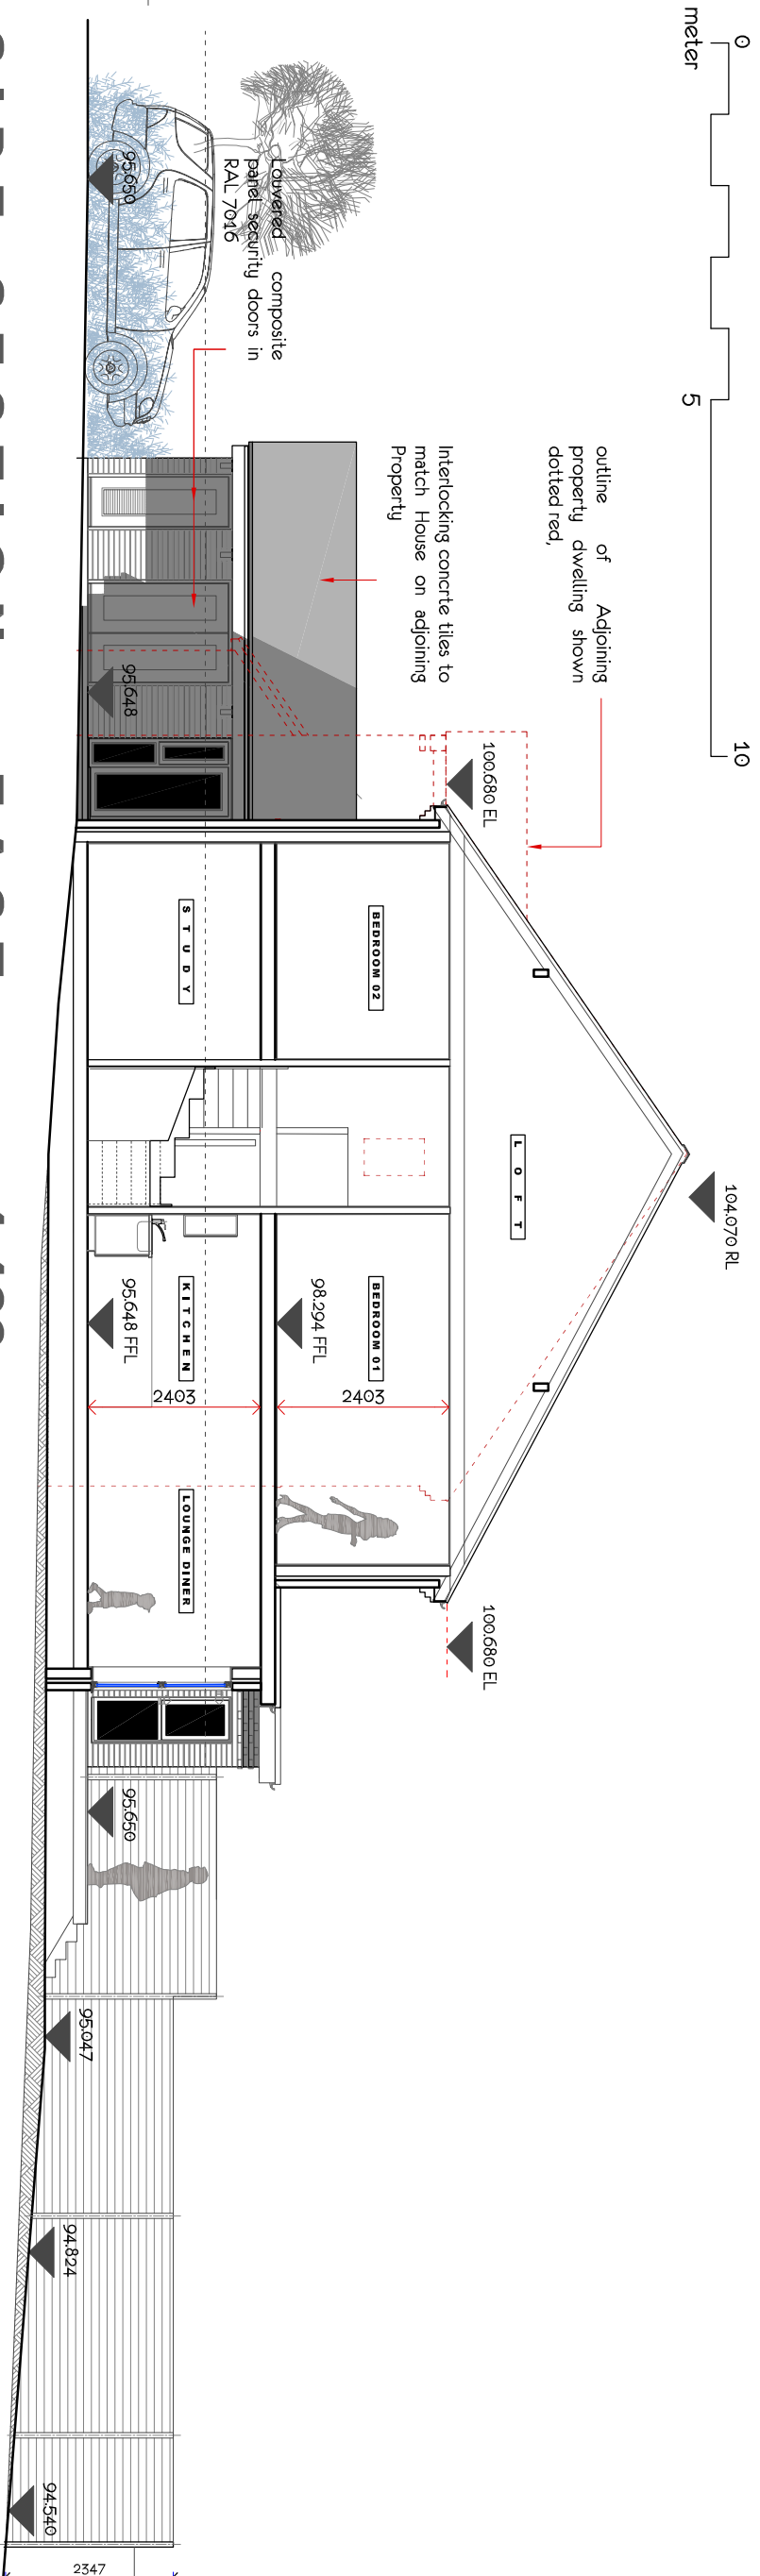 0
5
10
meter
outline of Adjoining
property dwelling shown
dotted red,
Interlocking concrte tiles to
match House on adjoining
Property
Louvered composite
panel security doors in
RAL 7016
95.650
95.648
100.680 EL
104.070 RL
100.680 EL
LOFT
BEDROOM 02
STUDY
BEDROOM 01
98.294 FFL
2403
KITCHEN
95.648 FFL
2403
LOUNGE DINER
95.650
95.047
94.824
94.540
2347